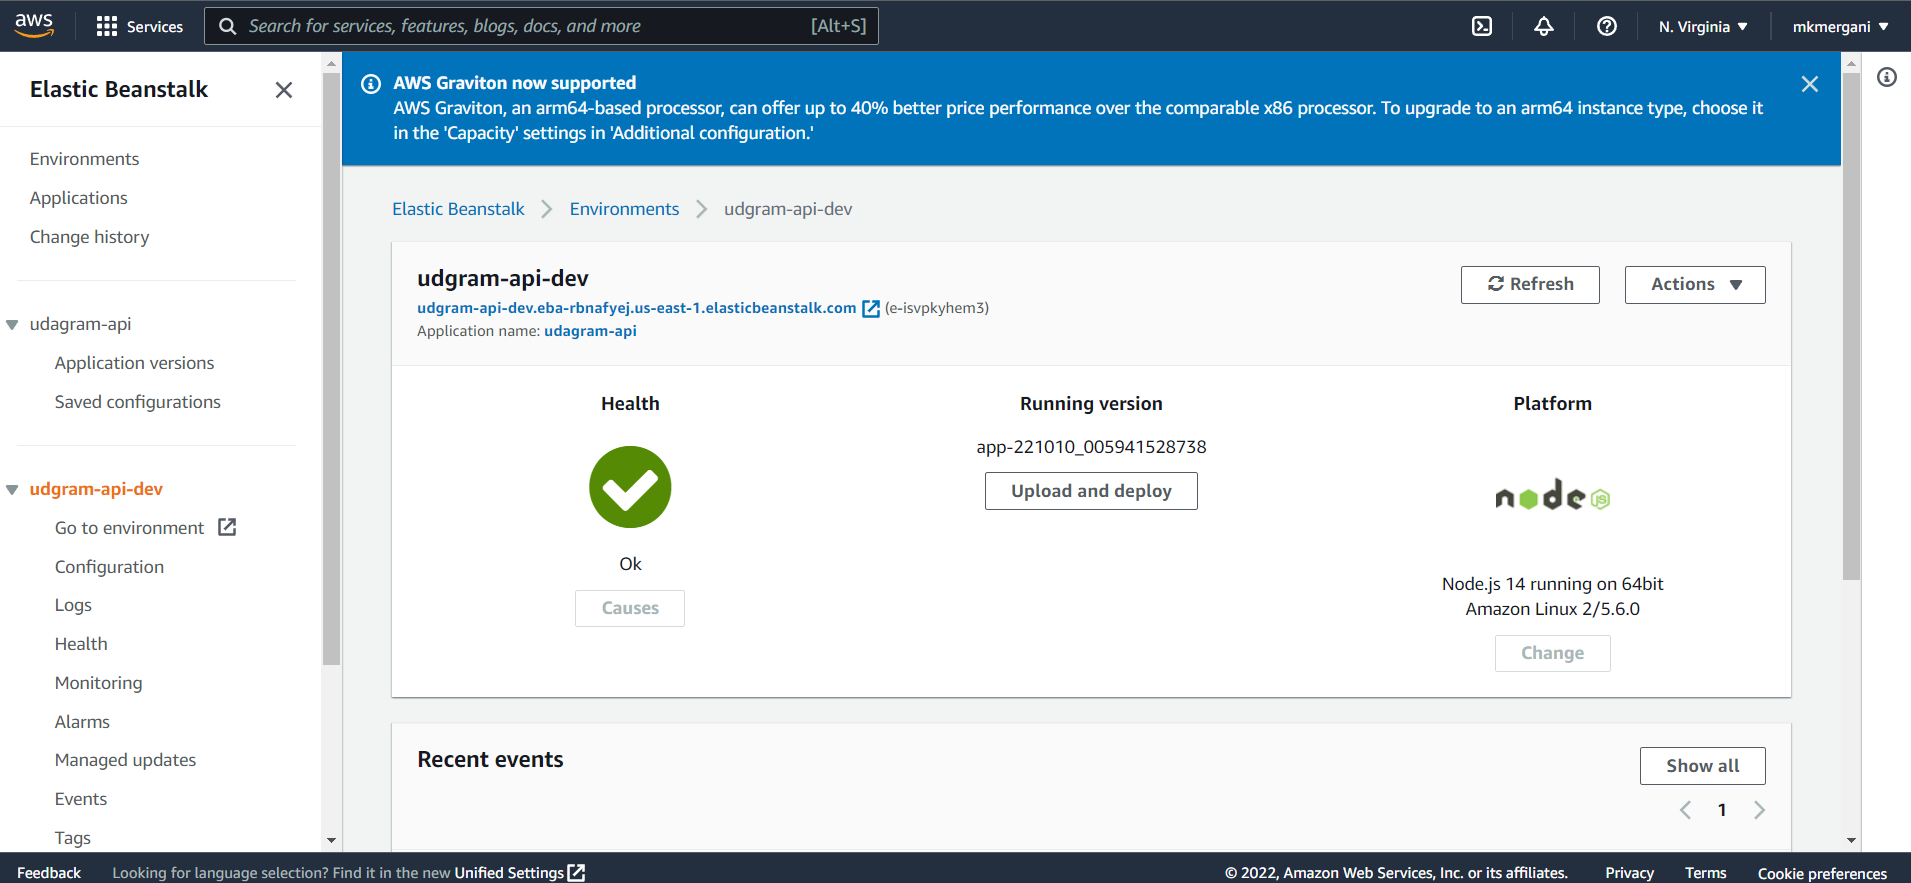 aws
Services
Search for services, features, blogs, docs, and more
[Alt+S]
N. Virginia
mkmergani
Elastic Beanstalk
Environments
Applications
Change history
udagram-api
Application versions
Saved configurations
udgram-api-dev
Go to environment
Configuration
Logs
Health
Monitoring
Alarms
Managed updates
Events
Tags
AWS Graviton now supported
AWS Graviton, an arm64-based processor, can offer up to 40% better price performance over the comparable x86 processor. To upgrade to an arm64 instance type, choose it
in the 'Capacity' settings in 'Additional configuration.'
Elastic Beanstalk
Environments
udgram-api-dev
udgram-api-dev
udgram-api-dev.eba-rbnafyej.us-east-1.elasticbeanstalk.com (e-isvpkyhem3)
Application name: udagram-api
Refresh
Actions
Health
Ok
Causes
Running version
app-221010_005941528738
Upload and deploy
Platform
node JS
Node.js 14 running on 64bit
Amazon Linux 2/5.6.0
Change
Recent events
Show all
1
Feedback
Looking for language selection? Find it in the new Unified Settings
© 2022, Amazon Web Services, Inc. or its affiliates.
Privacy
Terms
Cookie preferences